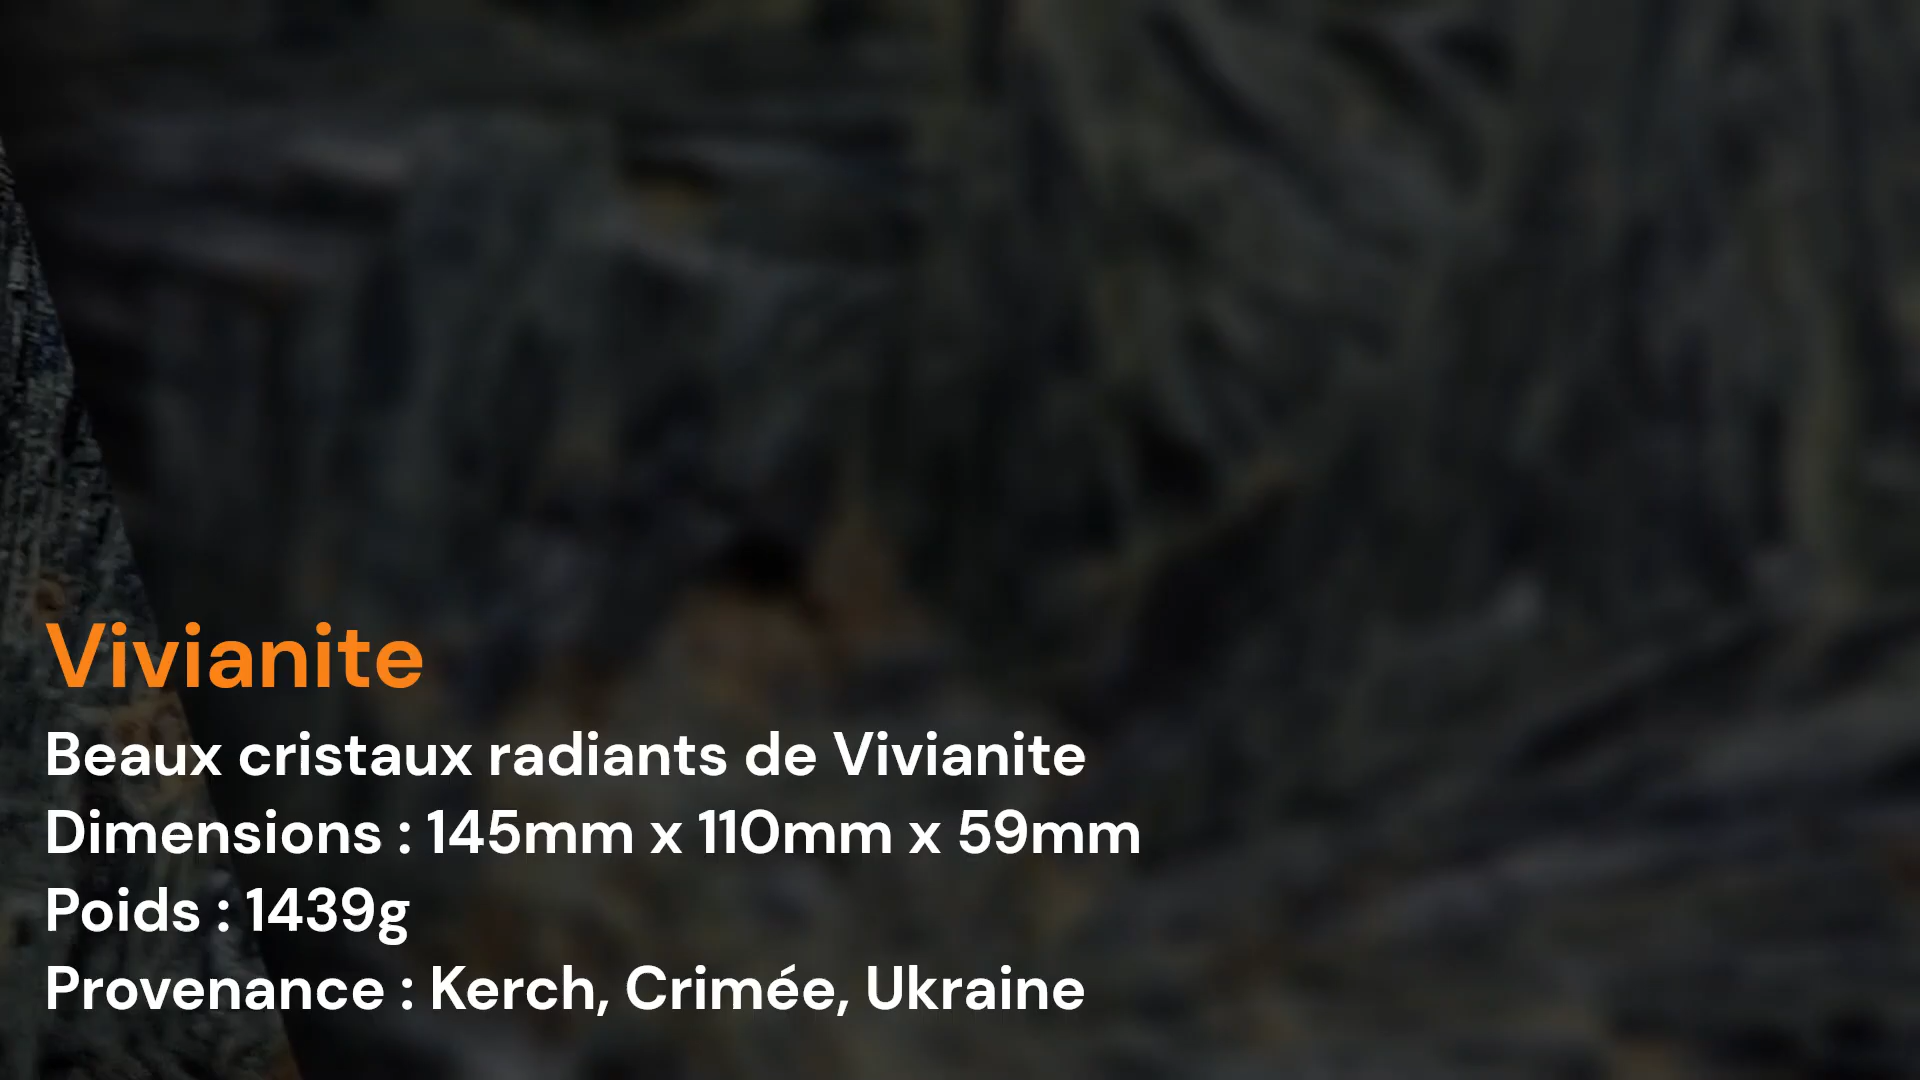 Vivianite
Beaux cristaux radiants de Vivianite
Dimensions : 145mm x 110mm x 59mm
Poids : 1439g
Provenance : Kerch, Crimée, Ukraine